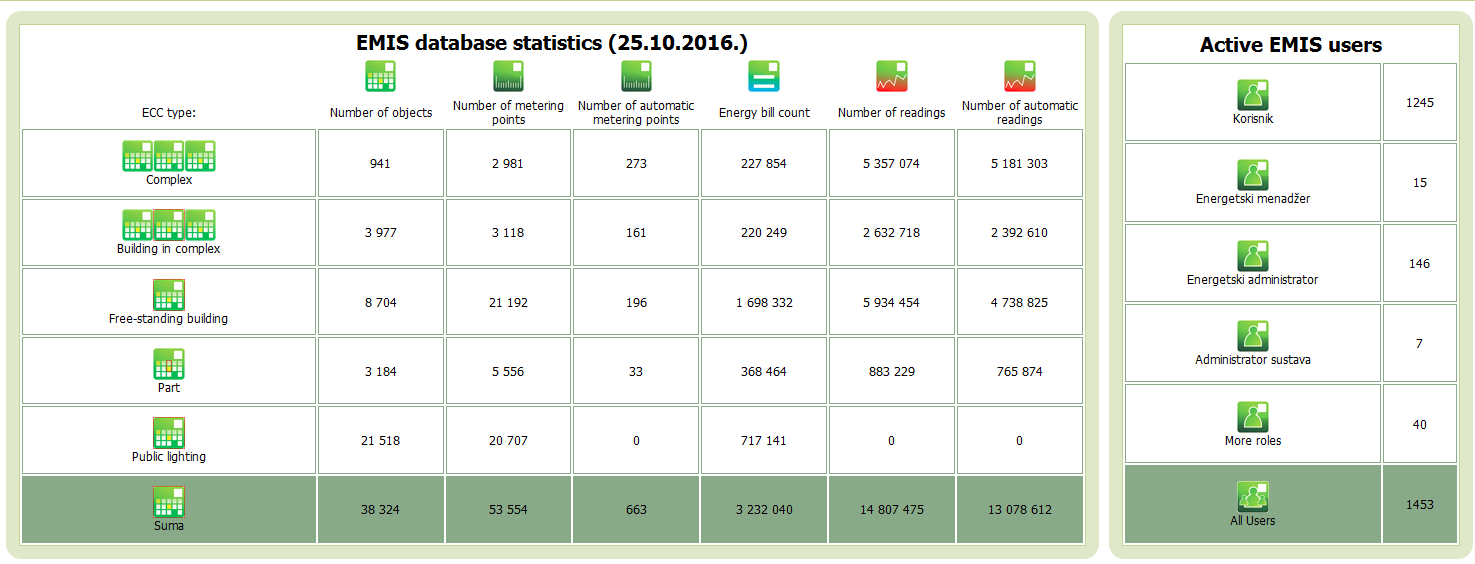 EMIS database statistics (25.10.2016.)
ECC type: Number of objects Number of metering points Number of automatic metering points Energy bill count Number of readings Number of automatic readings
Complex 941 2 981 273 227 854 5 357 074 5 181 303
Building in complex 3 977 3 118 161 220 249 2 632 718 2 392 610
Free-standing building 8 704 21 192 196 1 698 332 5 934 454 4 738 825
Part 3 184 5 556 33 368 464 883 229 765 874
Public lighting 21 518 20 707 0 717 141 0 0
Suma 38 324 53 554 663 3 232 040 14 807 475 13 078 612
Active EMIS users
Korisnik 1245
Energetski menadžer 15
Energetski administrator 146
Administrator sustava 7
More roles 40
All Users 1453